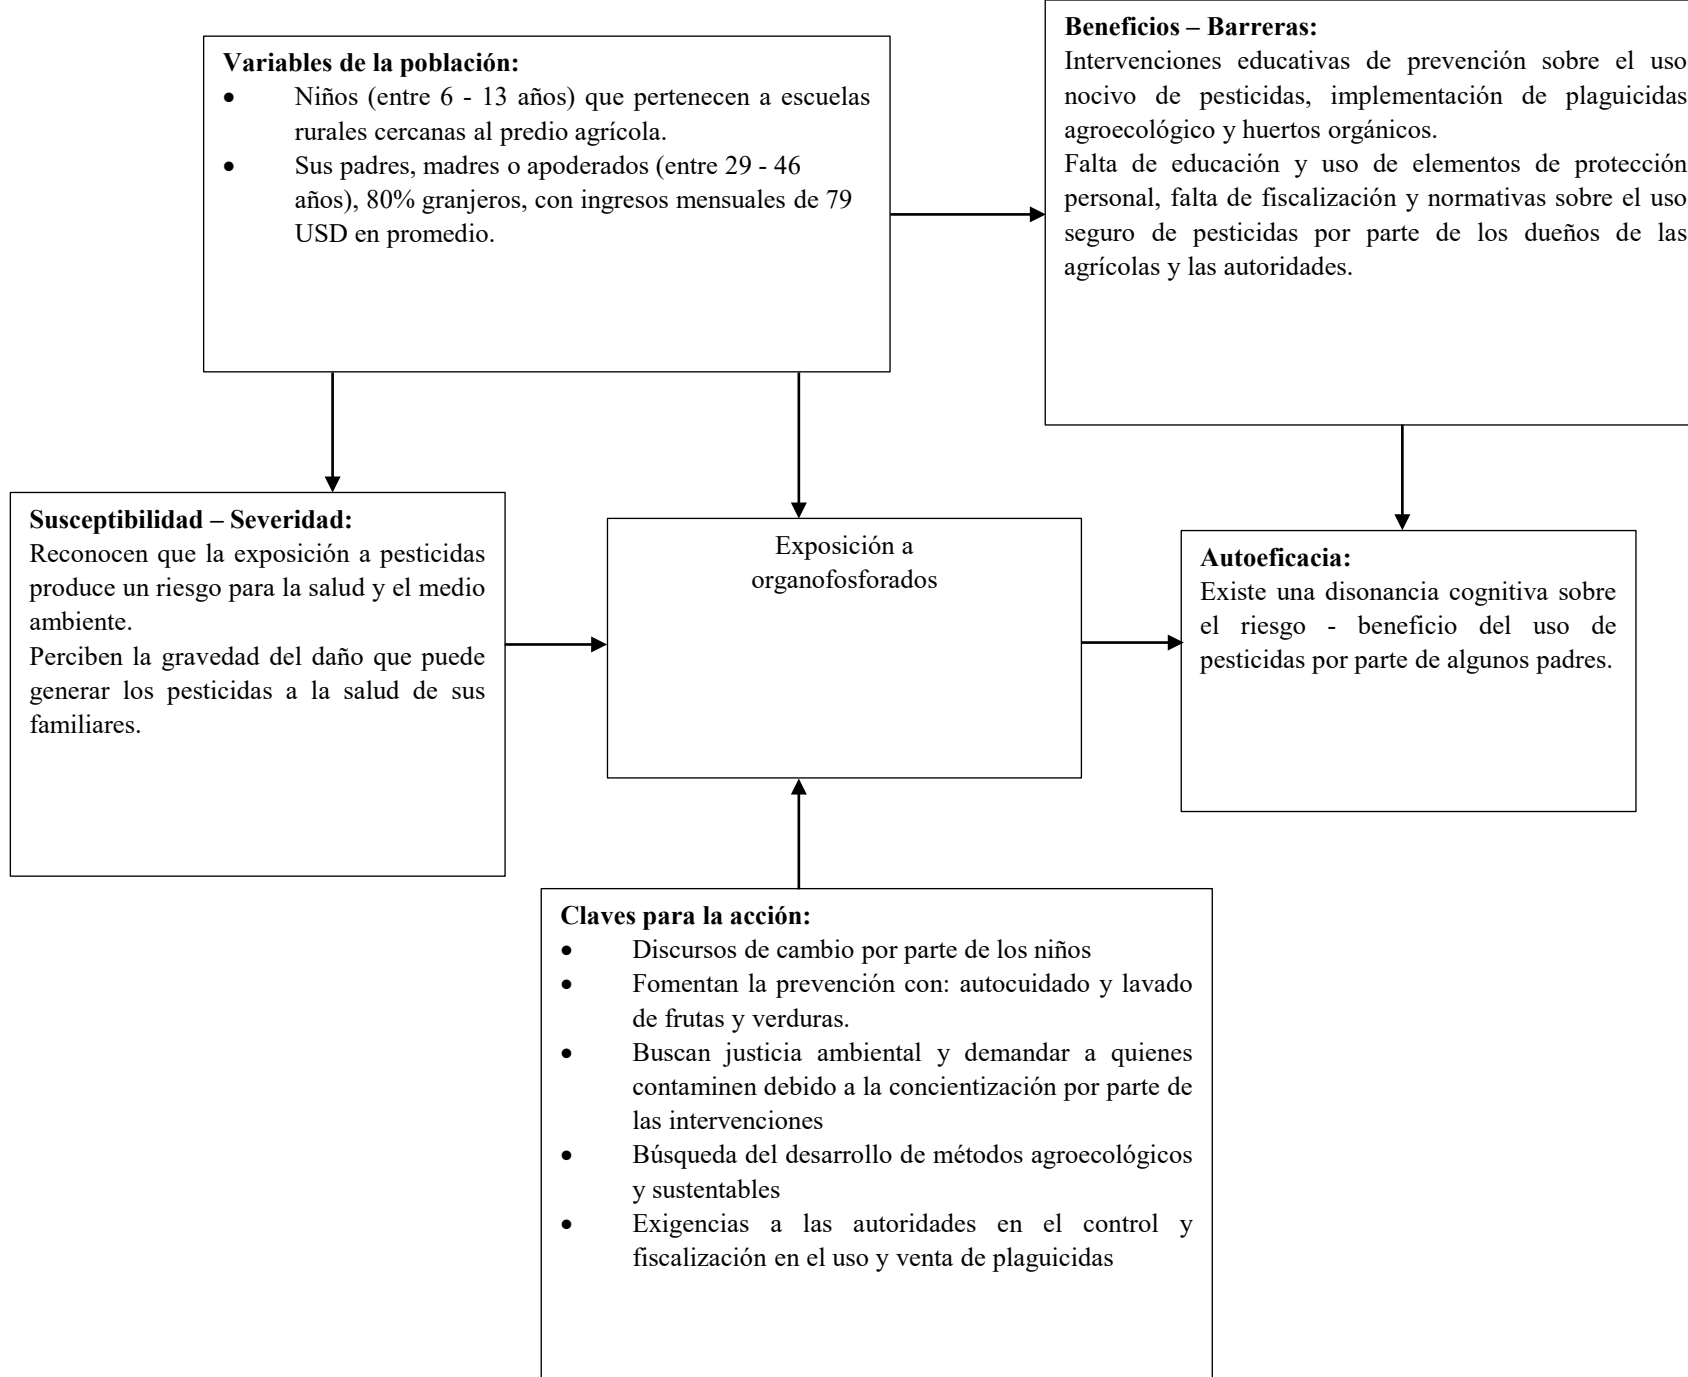 Variables de la población:
• Niños (entre 6 - 13 años) que pertenecen a escuelas
rurales cercanas al predio agrícola.
• Sus padres, madres o apoderados (entre 29 - 46
años), 80% granjeros, con ingresos mensuales de 79
USD en promedio.
Beneficios – Barreras:
Intervenciones educativas de prevención sobre el uso
nocivo de pesticidas, implementación de plaguicidas
agroecológico y huertos orgánicos.
Falta de educación y uso de elementos de protección
personal, falta de fiscalización y normativas sobre el uso
seguro de pesticidas por parte de los dueños de las
agrícolas y las autoridades.
Susceptibilidad – Severidad:
Reconocen que la exposición a pesticidas
produce un riesgo para la salud y el medio
ambiente.
Perciben la gravedad del daño que puede
generar los pesticidas a la salud de sus
familiares.
Exposición a
organofosforados
Autoeficacia:
Existe una disonancia cognitiva sobre
el riesgo - beneficio del uso de
pesticidas por parte de algunos padres.
Claves para la acción:
• Discursos de cambio por parte de los niños
• Fomentan la prevención con: autocuidado y lavado
de frutas y verduras.
• Buscan justicia ambiental y demandar a quienes
contaminen debido a la concientización por parte de
las intervenciones
• Búsqueda del desarrollo de métodos agroecológicos
y sustentables
• Exigencias a las autoridades en el control y
fiscalización en el uso y venta de plaguicidas